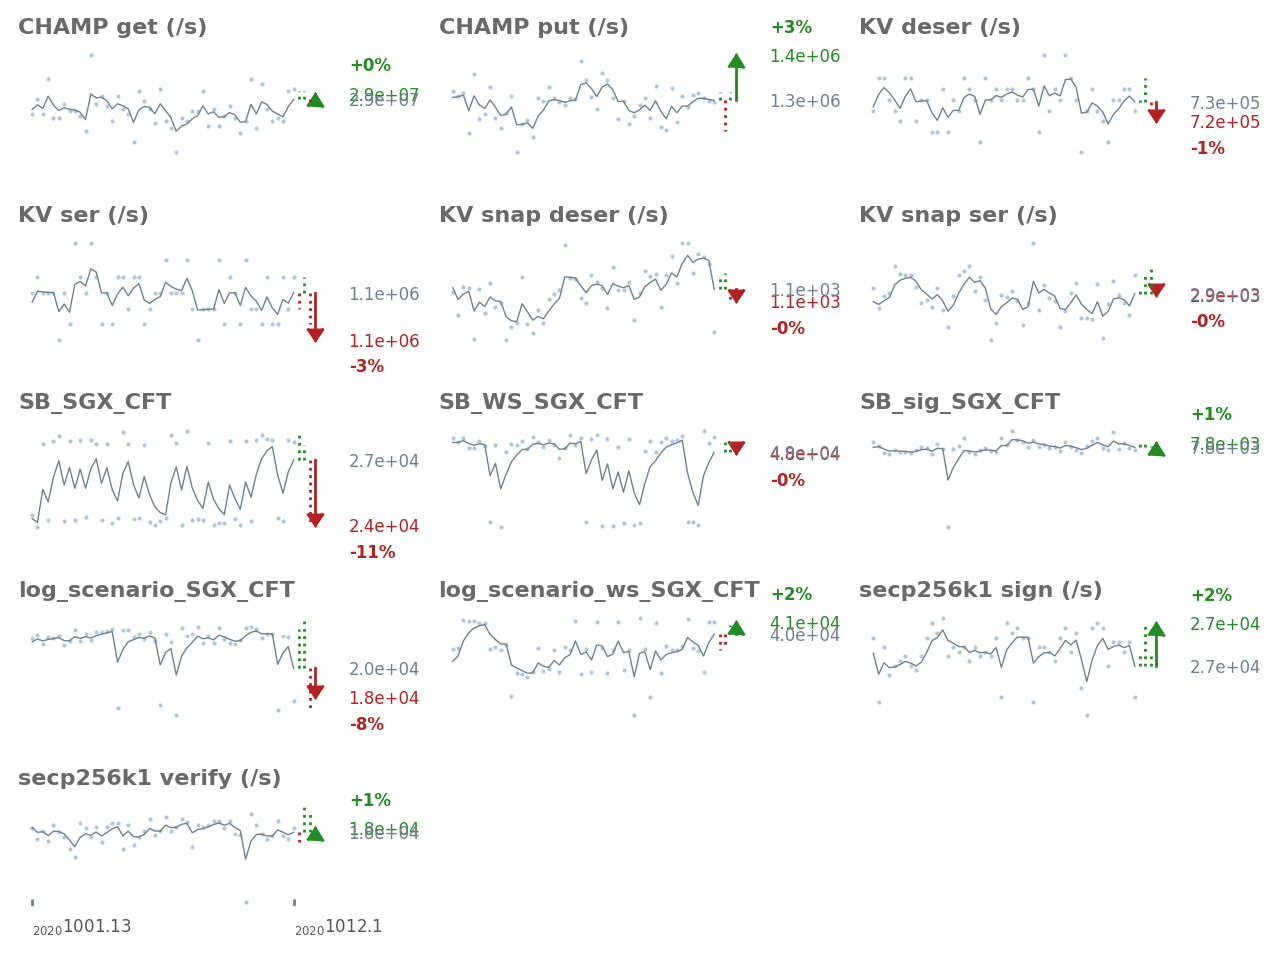 CHAMP get (/s)
+0%
2.9e+07
2.9e+07
CHAMP put (/s)
+3%
1.4e+06
1.3e+06
KV deser (/s)
7.3e+05
7.2e+05
-1%
KV ser (/s)
1.1e+06
1.1e+06
-3%
KV snap deser (/s)
1.1e+03
1.1e+03
-0%
KV snap ser (/s)
2.9e+03
-0%
SB_SGX_CFT
2.7e+04
2.4e+04
-11%
SB_WS_SGX_CFT
4.8e+04
4.8e+04
-0%
SB_sig_SGX_CFT
+1%
7.8e+03
7.8e+03
log_scenario_SGX_CFT
2.0e+04
1.8e+04
-8%
log_scenario_ws_SGX_CFT
+2%
4.1e+04
4.0e+04
secp256k1 sign (/s)
+2%
2.7e+04
2.7e+04
secp256k1 verify (/s)
+1%
1.8e+04
1.8e+04
20201001.13
20201012.1